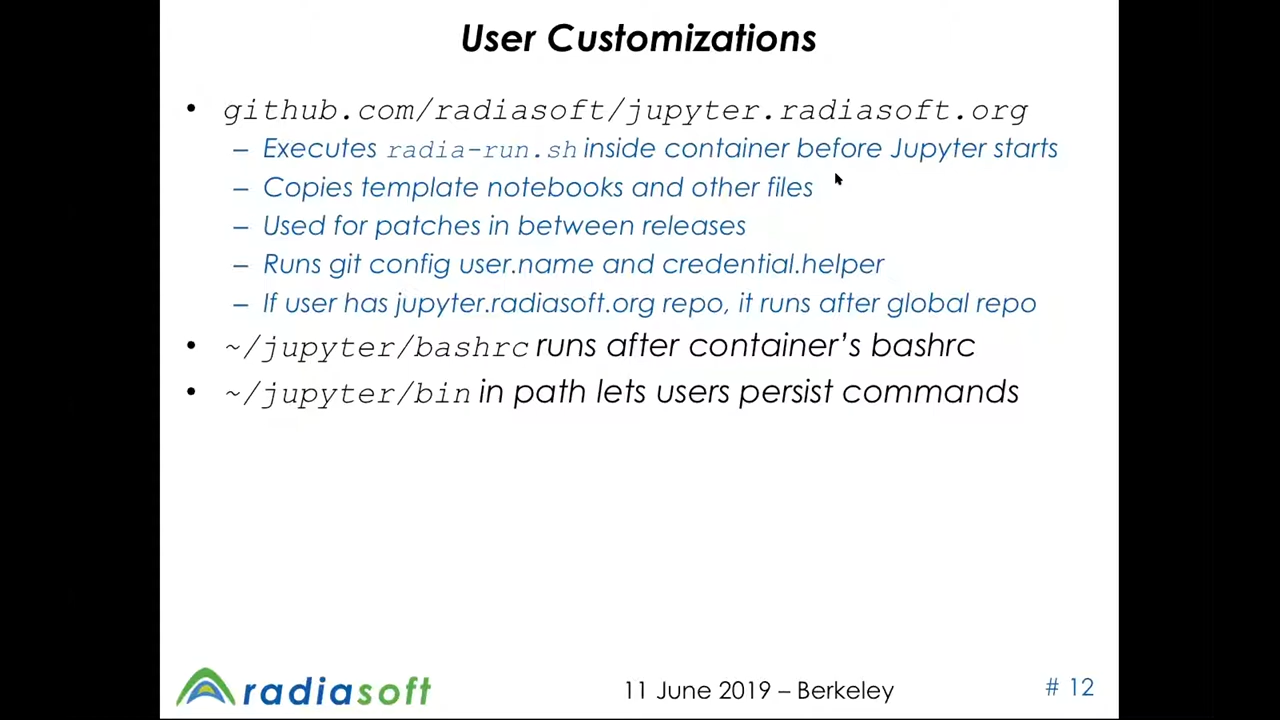 User Customizations
• github.com/radiasoft/jupyter.radiasoft.org
– Executes radia-run.sh inside container before Jupyter starts
– Copies template notebooks and other files
– Used for patches in between releases
– Runs git config user.name and credential.helper
– If user has jupyter.radiasoft.org repo, it runs after global repo
• ~/jupyter/bashrc runs after container’s bashrc
• ~/jupyter/bin in path lets users persist commands
radiasoft
11 June 2019 – Berkeley
# 12